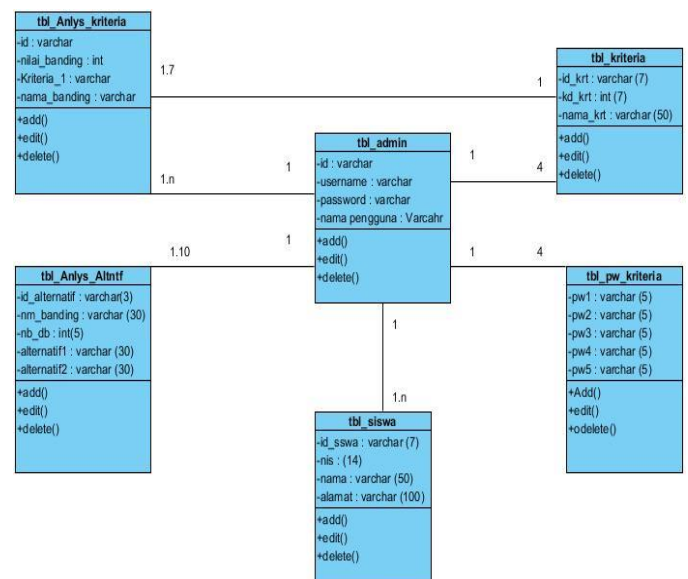 tbl_Anlys_kriteria
-id : varchar
-nilai_banding : int
-Kriteria_1 : varchar
-nama_banding : varchar
+add()
+edit()
+delete()
1.7
1
tbl_kriteria
-id_krt : varchar (7)
-kd_krt : int (7)
-nama_krt : varchar (50)
+add()
+edit()
+delete()
1.n
1
tbl_admin
-id : varchar
-username : varchar
-password : varchar
-nama pengguna : Varcahr
+add()
+edit()
+delete()
1
4
1.10
1
1
4
tbl_Anlys_Altntf
-id_alternatif : varchar(3)
-nm_banding : varchar (30)
-nb_db : int(5)
-alternatif1 : varchar (30)
-alternatif2 : varchar (30)
+add()
+edit()
+delete()
tbl_pw_kriteria
-pw1 : varchar (5)
-pw2 : varchar (5)
-pw3 : varchar (5)
-pw4 : varchar (5)
-pw5 : varchar (5)
+Add()
+edit()
+odelete()
1
1.n
tbl_siswa
-id_sswa : varchar (7)
-nis : (14)
-nama : varchar (50)
-alamat : varchar (100)
+add()
+edit()
+delete()